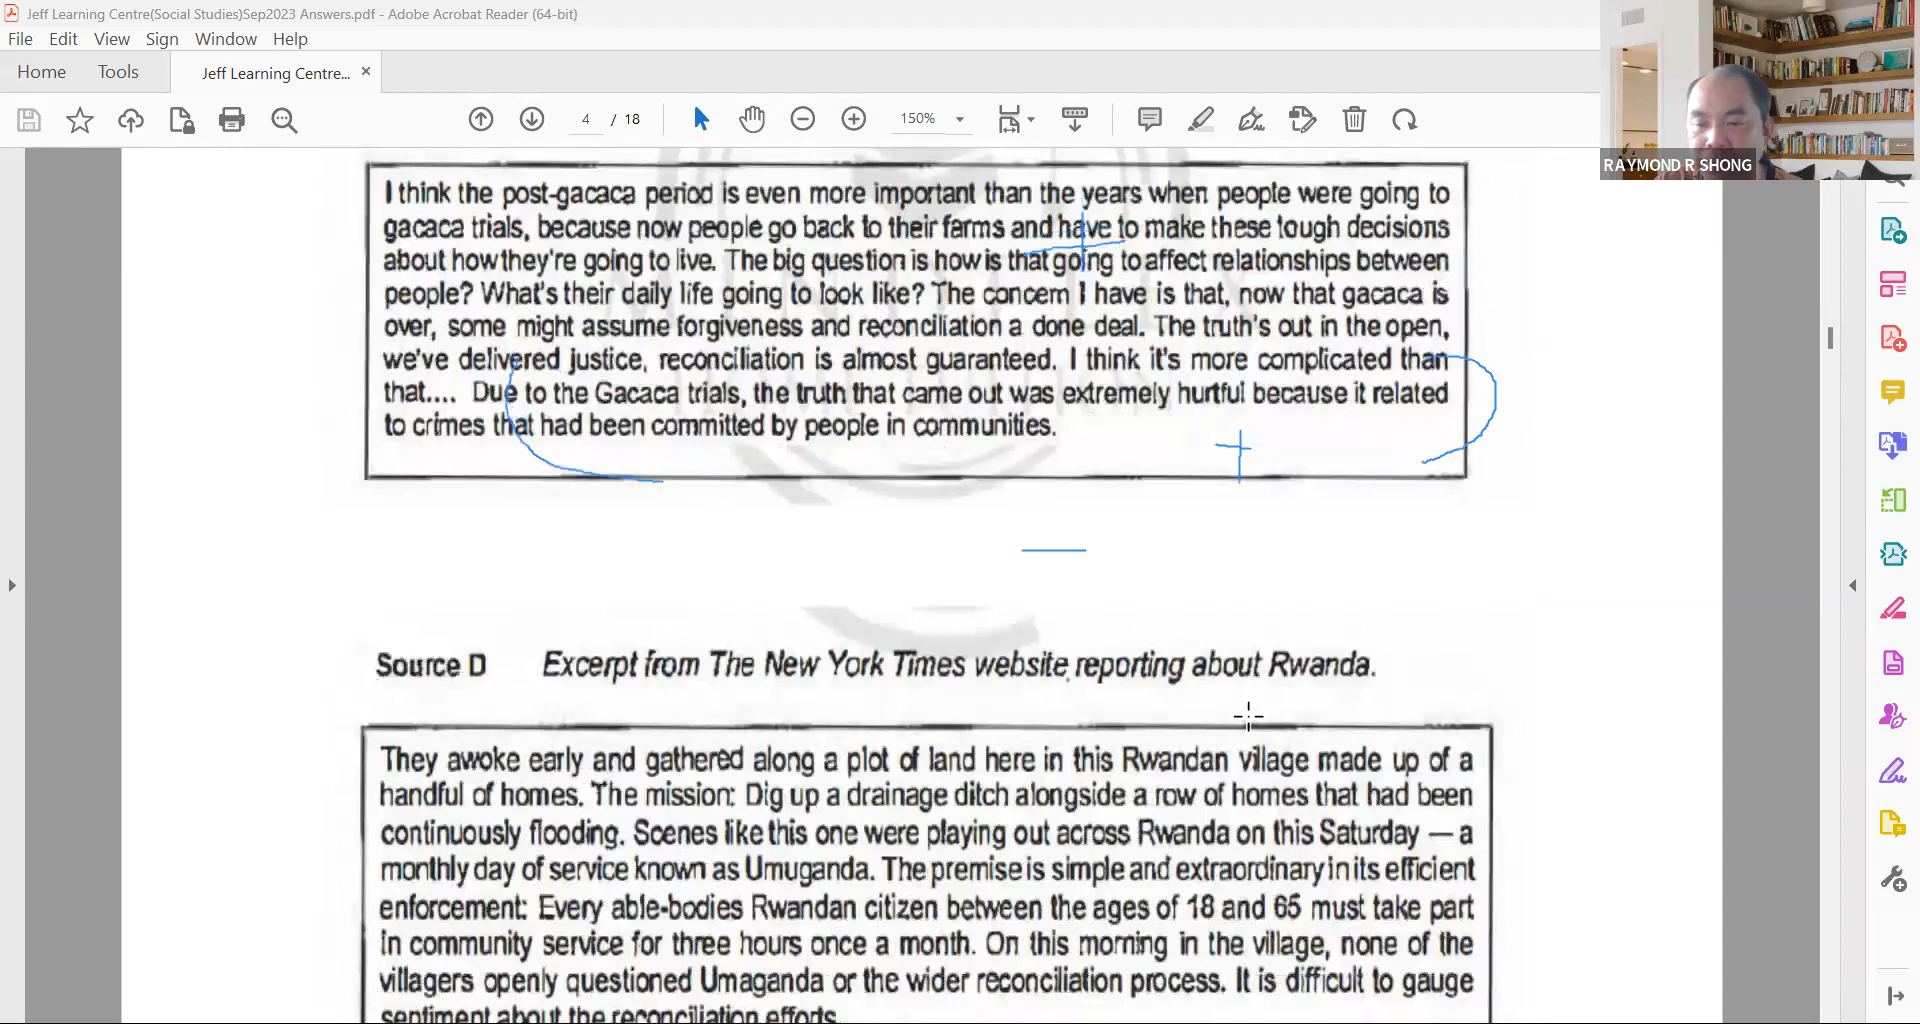 Jeff Learning Centre(Social Studies)Sep2023 Answers.pdf - Adobe Acrobat Reader (64-bit)
File Edit View Sign Window Help
Home Tools Jeff Learning Centre... ×
4 / 18 150%
RAYMOND R SHONG
I think the post-gacaca period is even more important than the years when people were going to
gacaca trials, because now people go back to their farms and have to make these tough decisions
about how they're going to live. The big question is how is that going to affect relationships between
people? What's their daily life going to look like? The concern I have is that, now that gacaca is
over, some might assume forgiveness and reconciliation a done deal. The truth's out in the open,
we've delivered justice, reconciliation is almost guaranteed. I think it's more complicated than
that.... Due to the Gacaca trials, the truth that came out was extremely hurtful because it related
to crimes that had been committed by people in communities.
Source D Excerpt from The New York Times website reporting about Rwanda.
They awoke early and gathered along a plot of land here in this Rwandan village made up of a
handful of homes. The mission: Dig up a drainage ditch alongside a row of homes that had been
continuously flooding. Scenes like this one were playing out across Rwanda on this Saturday — a
monthly day of service known as Umuganda. The premise is simple and extraordinary in its efficient
enforcement: Every able-bodies Rwandan citizen between the ages of 18 and 65 must take part
in community service for three hours once a month. On this morning in the village, none of the
villagers openly questioned Umaganda or the wider reconciliation process. It is difficult to gauge
sentiment about the reconciliation efforts.